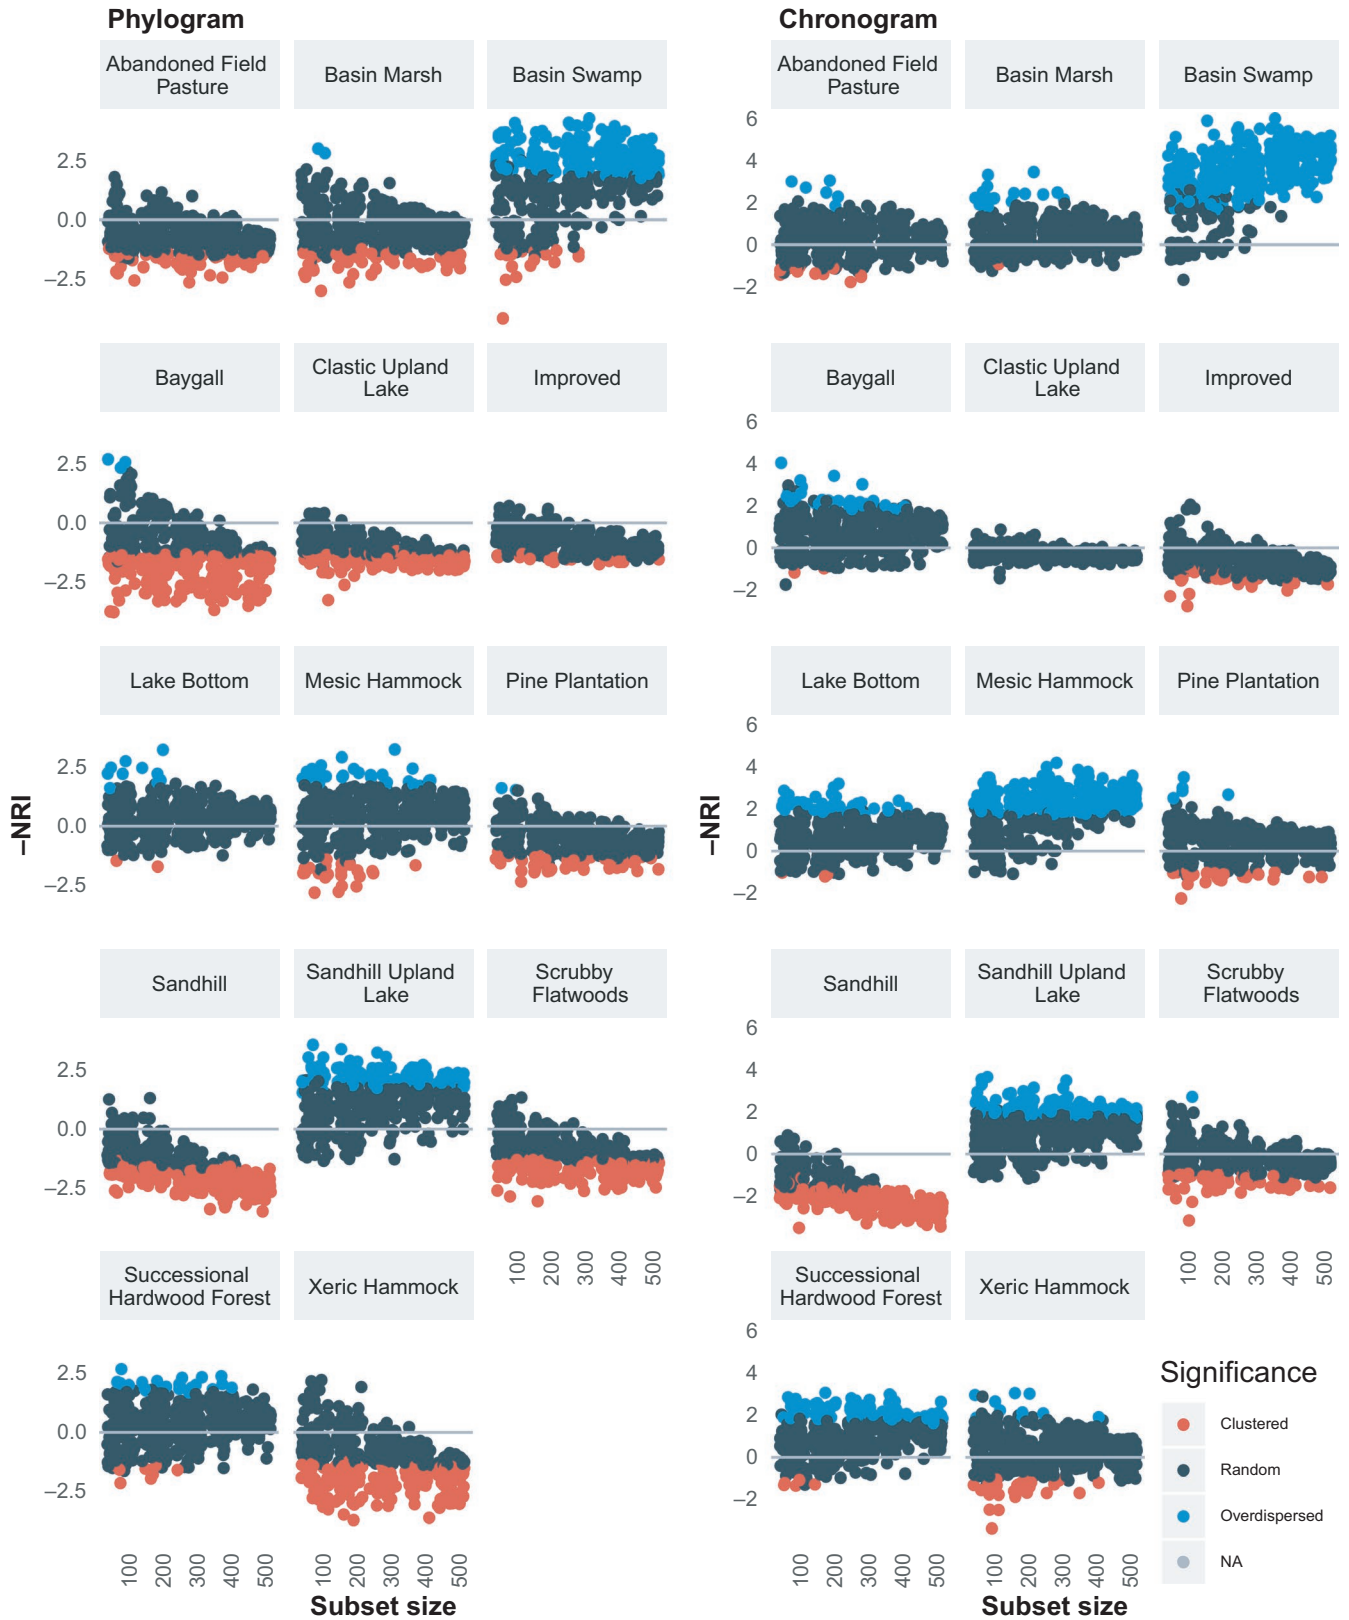 Phylogram
Chronogram
Abandoned Field
Pasture
Basin Marsh
Basin Swamp
Abandoned Field
Pasture
Basin Marsh
Basin Swamp
2.5
0.0
−2.5
6
4
2
0
−2
Baygall
Clastic Upland
Lake
Improved
Baygall
Clastic Upland
Lake
Improved
2.5
0.0
−2.5
6
4
2
0
−2
Lake Bottom
Mesic Hammock
Pine Plantation
Lake Bottom
Mesic Hammock
Pine Plantation
2.5
0.0
−2.5
6
4
2
0
−2
−NRI
−NRI
Sandhill
Sandhill Upland
Lake
Scrubby
Flatwoods
Sandhill
Sandhill Upland
Lake
Scrubby
Flatwoods
2.5
0.0
−2.5
6
4
2
0
−2
100
200
300
400
500
100
200
300
400
500
Successional
Hardwood Forest
Xeric Hammock
Successional
Hardwood Forest
Xeric Hammock
2.5
0.0
−2.5
6
4
2
0
−2
100
200
300
400
500
100
200
300
400
500
100
200
300
400
500
100
200
300
400
500
Subset size
Subset size
Significance
Clustered
Random
Overdispersed
NA